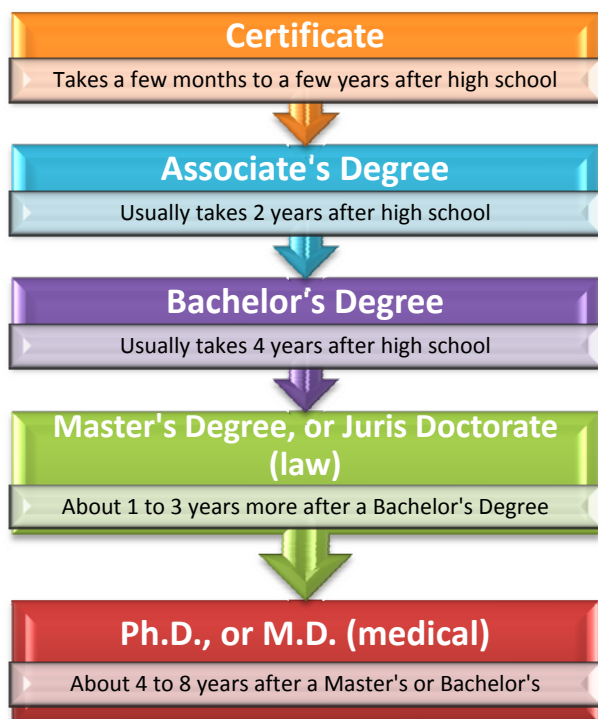 Certificate
Takes a few months to a few years after high school
Associate's Degree
Usually takes 2 years after high school
Bachelor's Degree
Usually takes 4 years after high school
Master's Degree, or Juris Doctorate
(law)
About 1 to 3 years more after a Bachelor's Degree
Ph.D., or M.D. (medical)
About 4 to 8 years after a Master's or Bachelor's